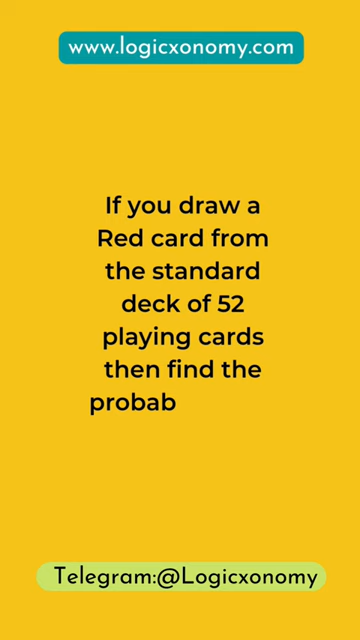 www.logicxonomy.com
If you draw a
Red card from
the standard
deck of 52
playing cards
then find the
probab
Telegram:@Logicxonomy